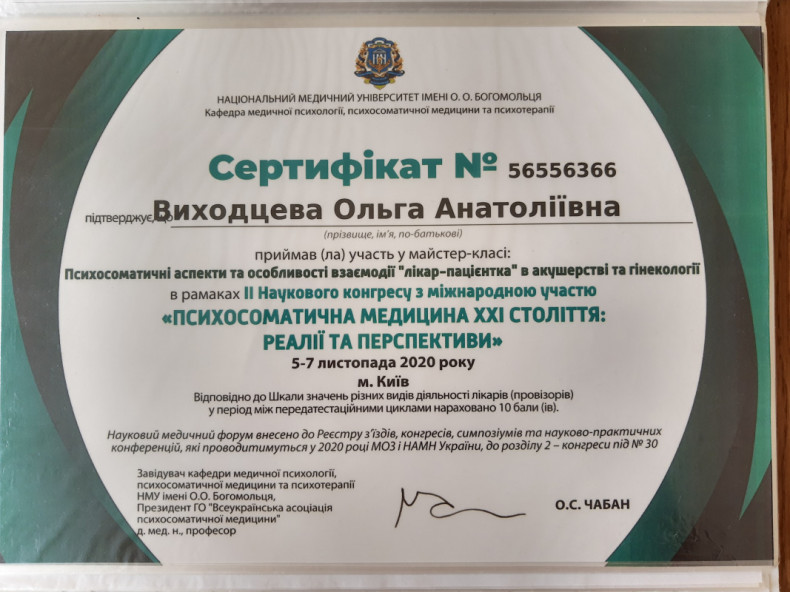 НАЦІОНАЛЬНИЙ МЕДИЧНИЙ УНІВЕРСИТЕТ ІМЕНІ О. О. БОГОМОЛЬЦЯ
Кафедра медичної психології, психосоматичної медицини та психотерапії
Сертифікат № 56556366
підтверджує, що Виходцева Ольга Анатоліївна
(прізвище, ім'я, по-батькові)
приймав (ла) участь у майстер-класі:
Психосоматичні аспекти та особливості взаємодії "лікар-пацієнтка" в акушерстві та гінекології
в рамках II Наукового конгресу з міжнародною участю
«ПСИХОСОМАТИЧНА МЕДИЦИНА XXI СТОЛІТТЯ:
РЕАЛІЇ ТА ПЕРСПЕКТИВИ»
5-7 листопада 2020 року
м. Київ
Відповідно до Шкали значень різних видів діяльності лікарів (провізорів)
у період між передатестаційними циклами нараховано 10 бали (ів).
Науковий медичний форум внесено до Реєстру з'їздів, конгресів, симпозіумів та науково-практичних
конференцій, які проводитимуться у 2020 році МОЗ і НАМН України, до розділу 2 – конгреси під № 30
Завідувач кафедри медичної психології,
психосоматичної медицини та психотерапії
НМУ імені О.О. Богомольця,
Президент ГО "Всеукраїнська асоціація
психосоматичної медицини"
д. мед. н., професор
О.С. ЧАБАН